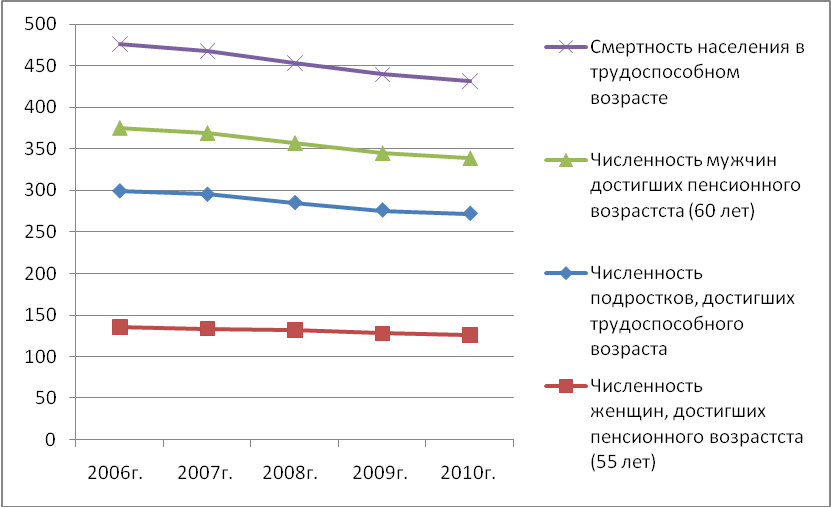 500
450
400
350
300
250
200
150
100
50
0
2006г. 2007г. 2008г. 2009г. 2010г.
Смертность населения в
трудоспособном
возрасте
Численность мужчин
достигших пенсионного
возрастста (60 лет)
Численность
подростков, достигших
трудоспособного
возраста
Численность
женщин, достигших
пенсионного возрастста
(55 лет)